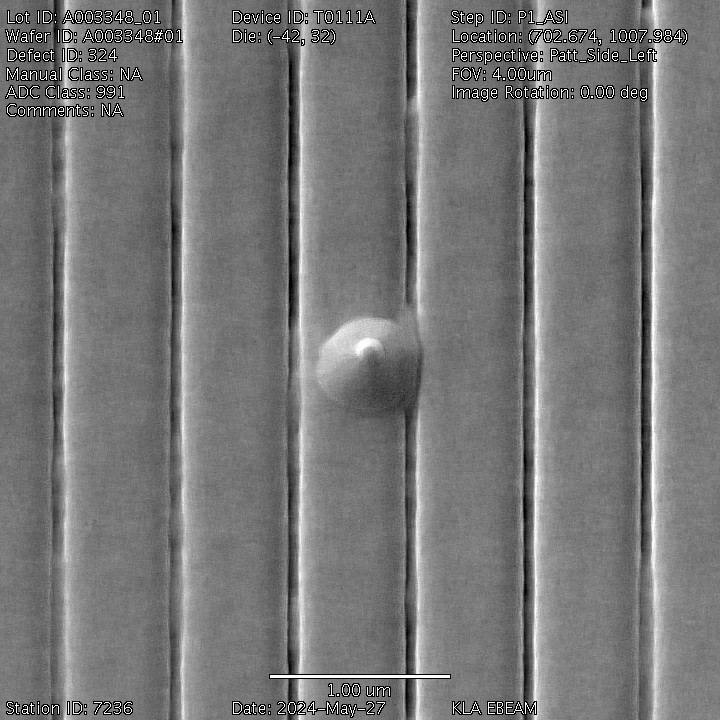 Lot ID: A003348_01
Wafer ID: A003348#01
Defect ID: 324
Manual Class: NA
ADC Class: 991
Comments: NA
Device ID: T0111A
Die: (-42, 32)
Step ID: P1_ASI
Location: (702.674, 1007.984)
Perspective: Patt_Side_Left
FOV: 4.00um
Image Rotation: 0.00 deg
1.00 um
Station ID: 7236
Date: 2024-May-27
KLA EBEAM